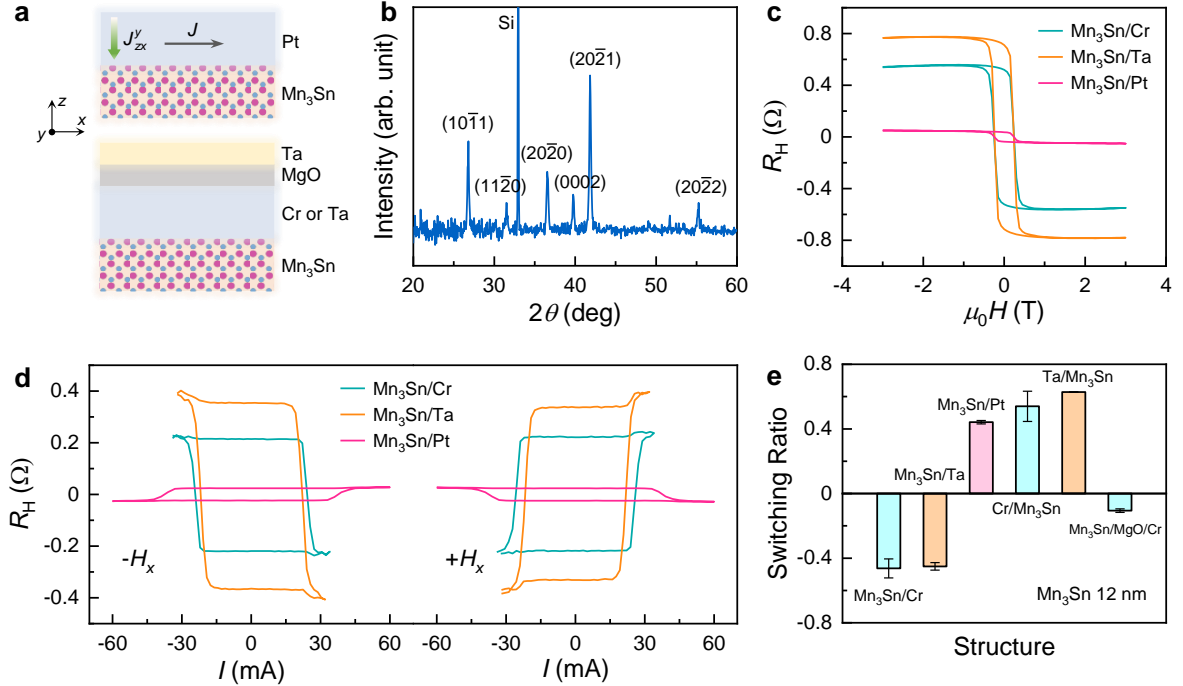 a
J^y_zx
J
Pt
Mn₃Sn
z
y
x
Ta
MgO
Cr or Ta
Mn₃Sn
b
Si
(101̄1)
(112̄0)
(202̄0)
(0002)
(202̄1)
(202̄2)
Intensity (arb. unit)
20 30 40 50 60
2θ (deg)
c
Mn₃Sn/Cr
Mn₃Sn/Ta
Mn₃Sn/Pt
R_H (Ω)
0.8
0.4
0
-0.4
-0.8
-4 -2 0 2 4
μ₀H (T)
d
Mn₃Sn/Cr
Mn₃Sn/Ta
Mn₃Sn/Pt
R_H (Ω)
0.4
0.2
0
-0.2
-0.4
-H_x
+H_x
-60 -30 0 30 60
-60 -30 0 30 60
I (mA)
I (mA)
e
Switching Ratio
0.8
0.4
0
-0.4
-0.8
Mn₃Sn/Cr
Mn₃Sn/Ta
Mn₃Sn/Pt
Cr/Mn₃Sn
Ta/Mn₃Sn
Mn₃Sn/MgO/Cr
Mn₃Sn 12 nm
Structure